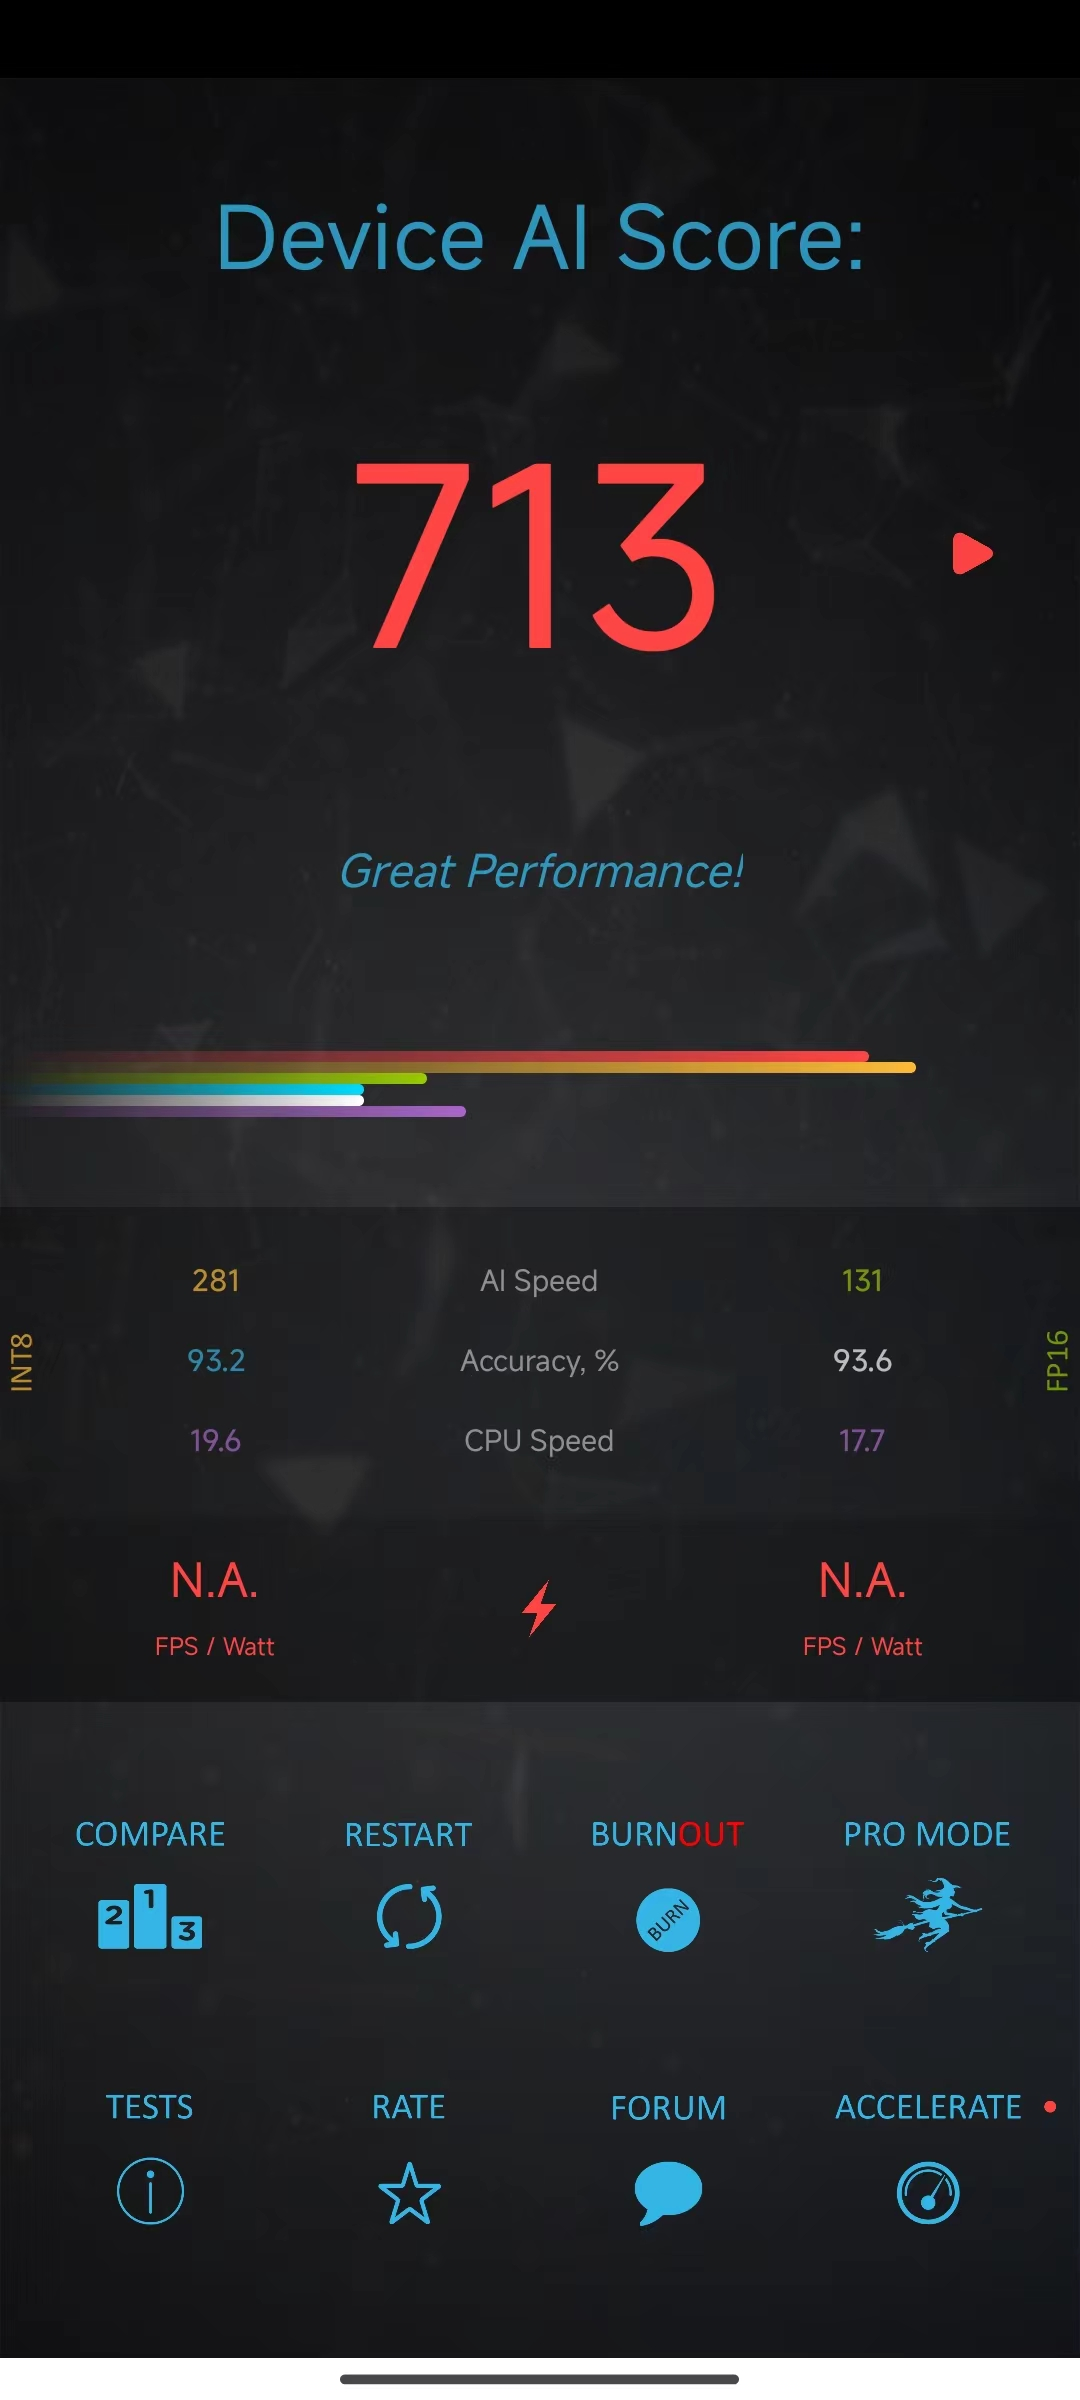 Device AI Score:
713
Great Performance!
281 AI Speed 131
INT8 93.2 Accuracy, % 93.6 FP16
19.6 CPU Speed 17.7
N.A. N.A.
FPS / Watt FPS / Watt
COMPARE RESTART BURNOUT PRO MODE
2 1 3 BURN
TESTS RATE FORUM ACCELERATE